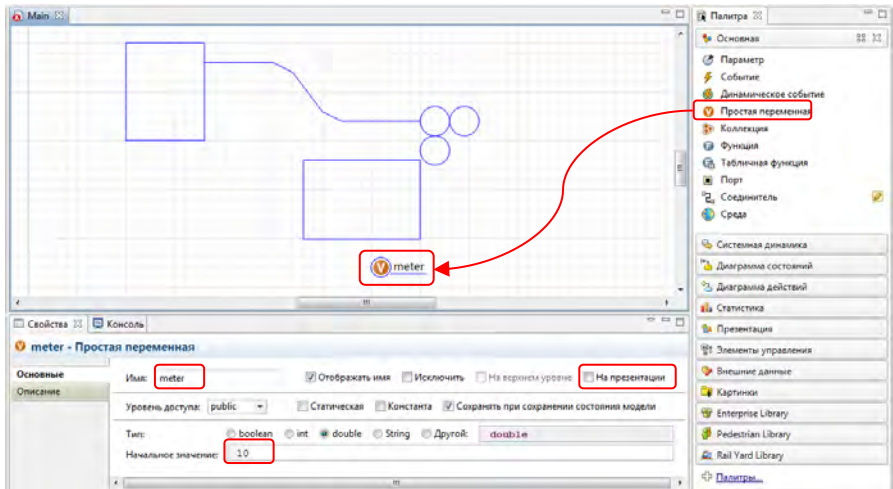 Main
meter
Свойства
Консоль
meter - Простая переменная
Основные
Описание
Имя: meter Отображать имя Исключить На верхнем уровне На презентации
Уровень доступа: public Статическая Константа Сохранять при сохранении состояния модели
Тип: boolean int double String Другой: double
Начальное значение: 10
Палитра
Основная
Параметр
Событие
Динамическое событие
Простая переменная
Коллекция
Функция
Табличная функция
Порт
Соединитель
Среда
Системная динамика
Диаграмма состояний
Диаграмма действий
Статистика
Презентация
Элементы управления
Внешние данные
Картинки
Enterprise Library
Pedestrian Library
Rail Yard Library
Палитры...